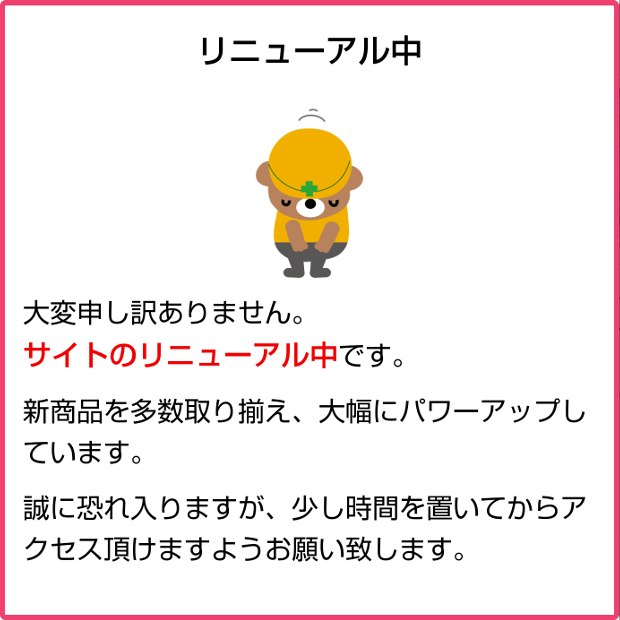 リニューアル中
大変申し訳ありません。
サイトのリニューアル中です。
新商品を多数取り揃え、大幅にパワーアップし
ています。
誠に恐れ入りますが、少し時間を置いてからア
クセス頂けますようお願い致します。